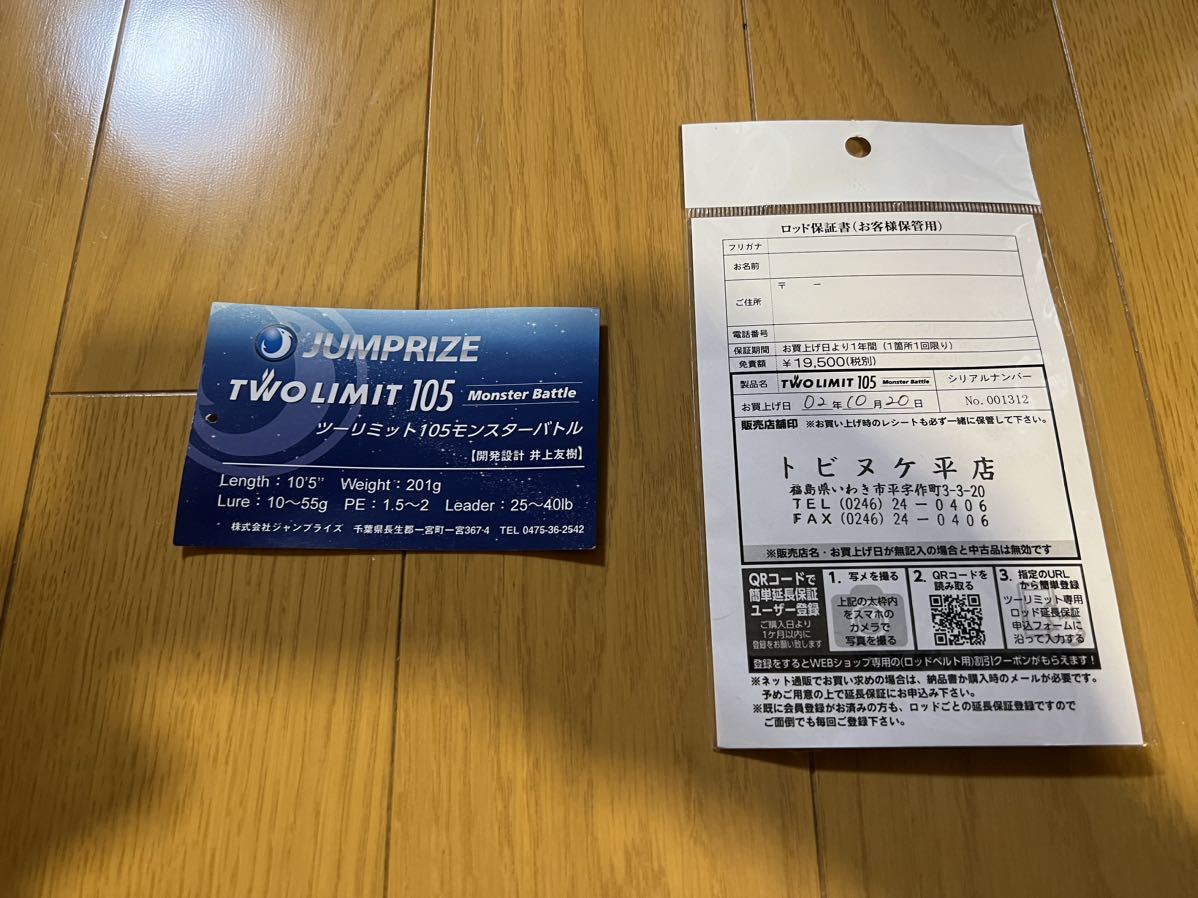 JUMPRIZE
TWO LIMIT 105 Monster Battle
ツーリミット105モンスターバトル
【開発設計 井上友樹】
Length：10'5" Weight：201g
Lure：10～55g PE：1.5～2 Leader：25～40lb
株式会社ジャンプライズ 千葉県長生郡一宮町一宮367-4 TEL 0475-36-2542
ロッド保証書（お客様保管用）
フリガナ
お名前
ご住所 〒 －
電話番号
保証期間 お買上げ日より1年間（1箇所1回限り）
免責額 ￥19,500(税別)
製品名 TWO LIMIT 105 Monster Battle シリアルナンバー
お買上げ日 02年10月20日 No.001312
販売店舗印 ※お買い上げ時のレシートも必ず一緒に保管して下さい。
トビヌケ平店
福島県いわき市平字作町3-3-20
TEL (0246) 24－0406
FAX (0246) 24－0406
※販売店名・お買上げ日が無記入の場合と中古品は無効です
QRコードで
簡単延長保証
ユーザー登録
ご購入日より
1ケ月以内に
登録をお願い致します
1. 写メを撮る
上記の太枠内
をスマホの
カメラで
写真を撮る
2. QRコードを
読み取る
3. 指定のURL
から簡単登録
ツーリミット専用
ロッド延長保証
申込フォームに
沿って入力する
登録をするとWEBショップ専用の(ロッドベルト用)割引クーポンがもらえます！
※ネット通販でお買い求めの場合は、納品書か購入時のメールが必要です。
予めご用意の上で延長保証にお申込み下さい。
※既に会員登録がお済みの方も、ロッドごとの延長保証登録ですので
ご面倒でも毎回ご登録下さい。